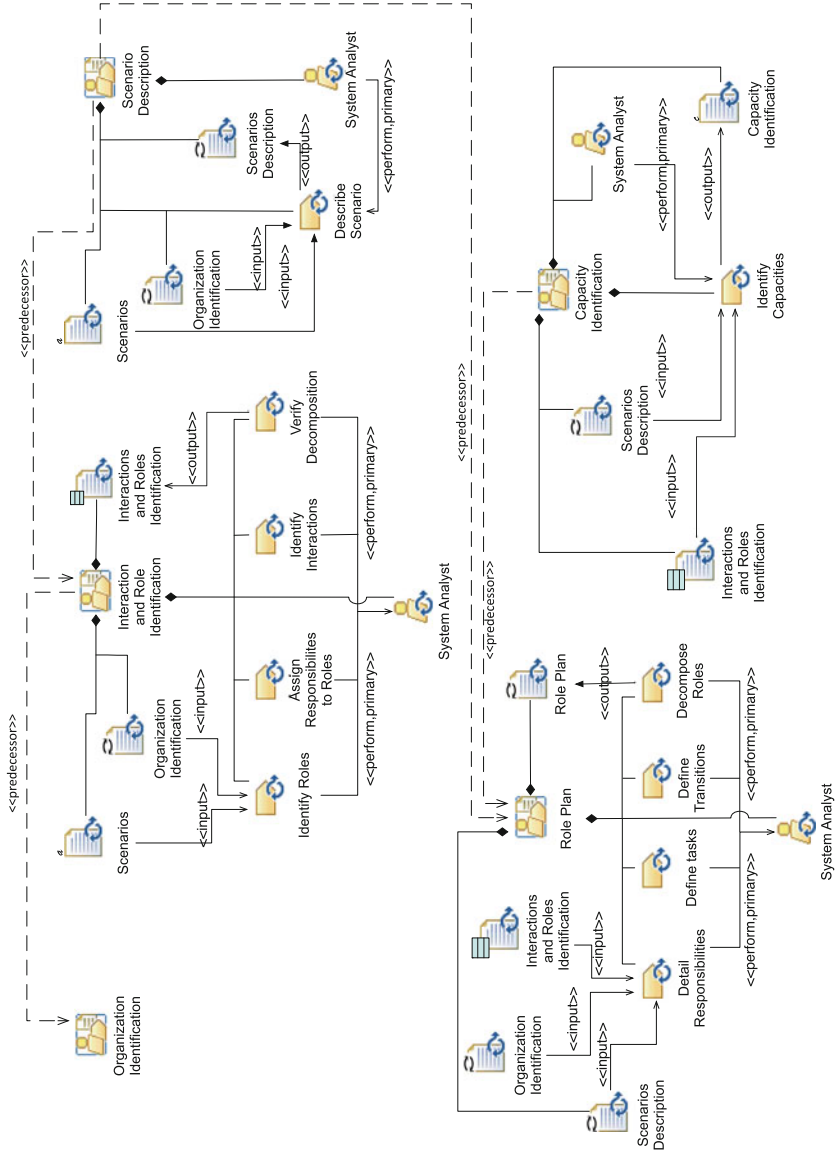 Organization
Identification
<<predecessor>>
Scenarios
<<input>>
Organization
Identification
<<input>>
Identify Roles
Assign
Responsibilites
to Roles
Identify
Interactions
Verify
Decomposition
<<perform,primary>>
<<perform,primary>>
System Analyst
Interaction
and Role
Identification
Interactions
and Roles
Identification
<<output>>
<<predecessor>>
Scenarios
Organization
Identification
<<input>>
<<input>>
Describe
Scenario
Scenarios
Description
<<output>>
Scenario
Description
System Analyst
<<perform,primary>>
<<predecessor>>
<<predecessor>>
Scenarios
Description
<<input>>
Organization
Identification
<<input>>
Interactions
and Roles
Identification
<<input>>
Detail
Responsibilities
Define tasks
Define
Transitions
Decompose
Roles
<<perform,primary>>
<<perform,primary>>
System Analyst
Role Plan
Role Plan
<<output>>
Interactions
and Roles
Identification
<<input>>
Scenarios
Description
<<input>>
Capacity
Identification
Identify
Capacities
System Analyst
<<perform,primary>>
<<output>>
Capacity
Identification
a
a
c